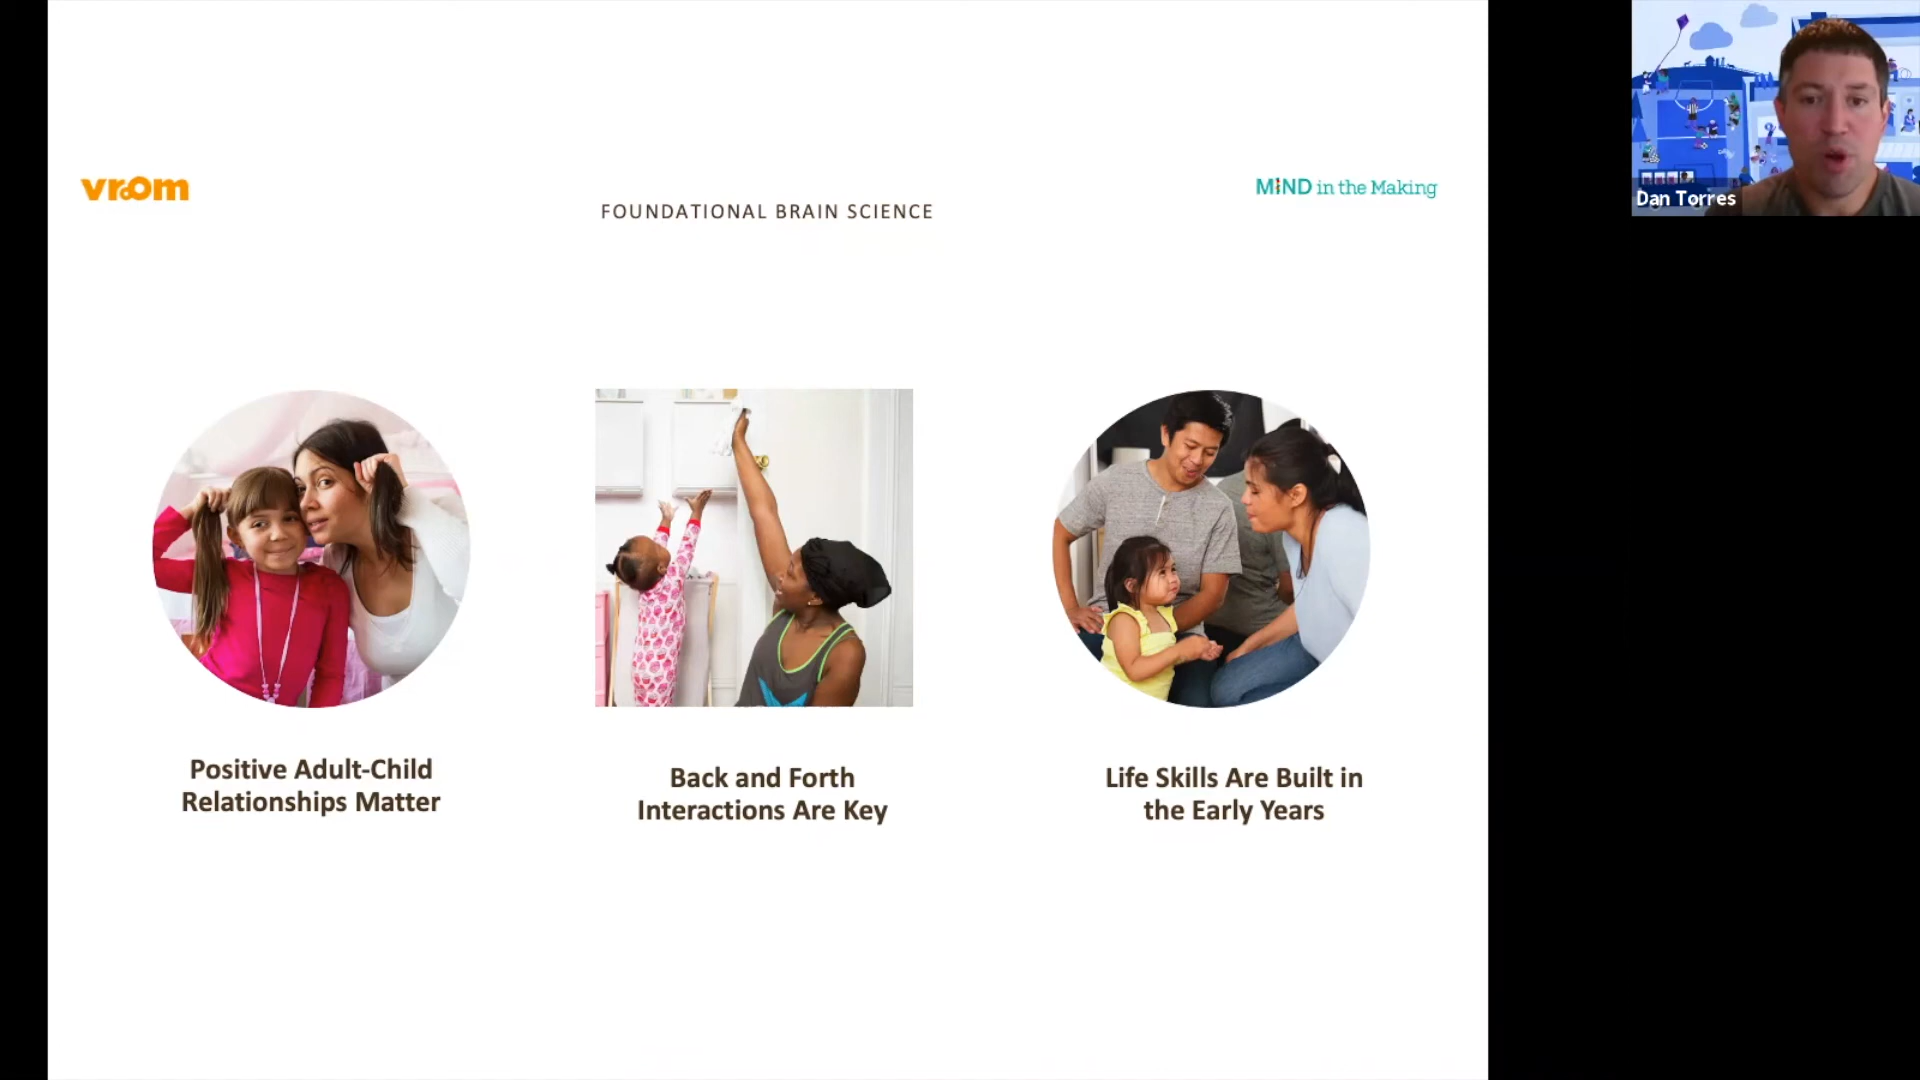 vroom
MIND in the Making
FOUNDATIONAL BRAIN SCIENCE
Dan Torres
Positive Adult-Child
Relationships Matter
Back and Forth
Interactions Are Key
Life Skills Are Built in
the Early Years